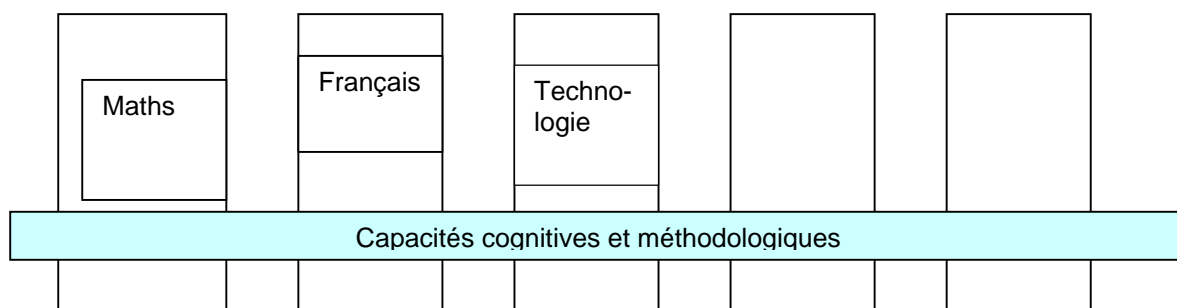 Maths
Français
Techno-
logie
Capacités cognitives et méthodologiques